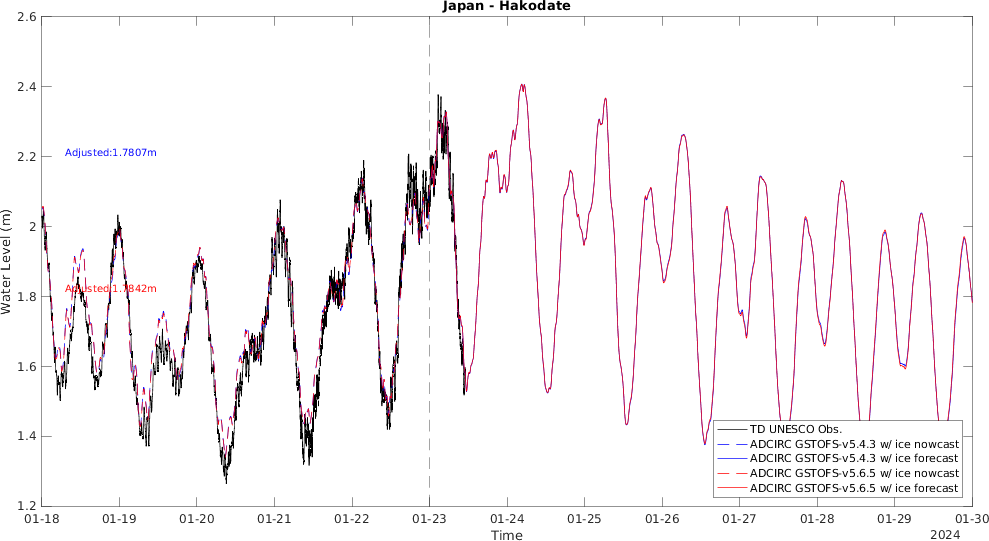 Japan - Hakodate
2.6
2.4
2.2
2
1.8
1.6
1.4
1.2
Water Level (m)
Adjusted:1.7807m
Adjusted:1.7842m
TD UNESCO Obs.
ADCIRC GSTOFS-v5.4.3 w/ ice nowcast
ADCIRC GSTOFS-v5.4.3 w/ ice forecast
ADCIRC GSTOFS-v5.6.5 w/ ice nowcast
ADCIRC GSTOFS-v5.6.5 w/ ice forecast
01-18 01-19 01-20 01-21 01-22 01-23 01-24 01-25 01-26 01-27 01-28 01-29 01-30
Time
2024